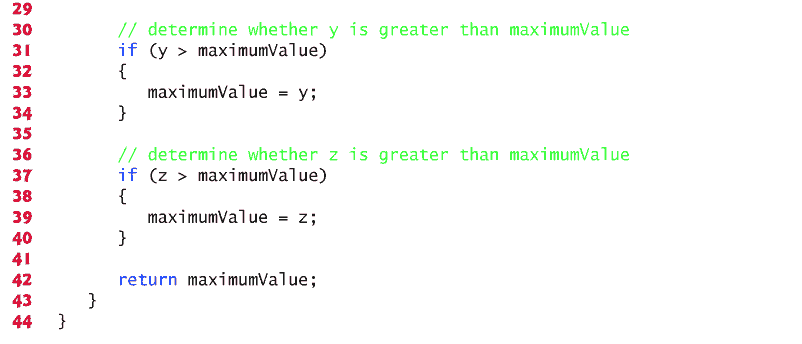 29
30 // determine whether y is greater than maximumValue
31 if (y > maximumValue)
32 {
33 maximumValue = y;
34 }
35
36 // determine whether z is greater than maximumValue
37 if (z > maximumValue)
38 {
39 maximumValue = z;
40 }
41
42 return maximumValue;
43 }
44 }